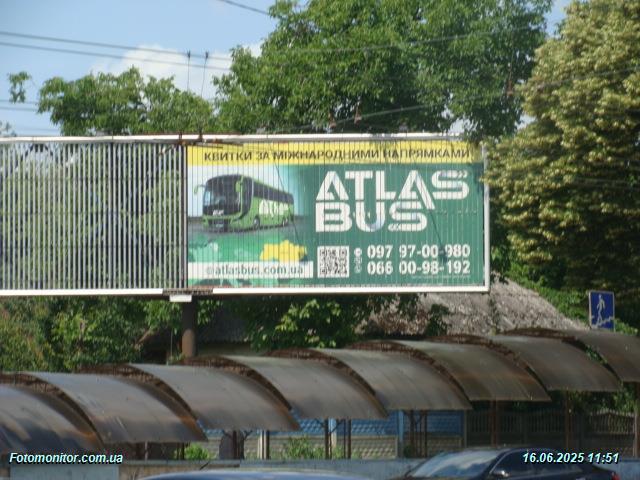 КВИТКИ ЗА МІЖНАРОДНИМИ НАПРЯМКАМИ
ATLAS
BUS
097 97-00-980
066 00-98-192
@atlasbus.com.ua
Fotomonitor.com.ua
16.06.2025 11:51